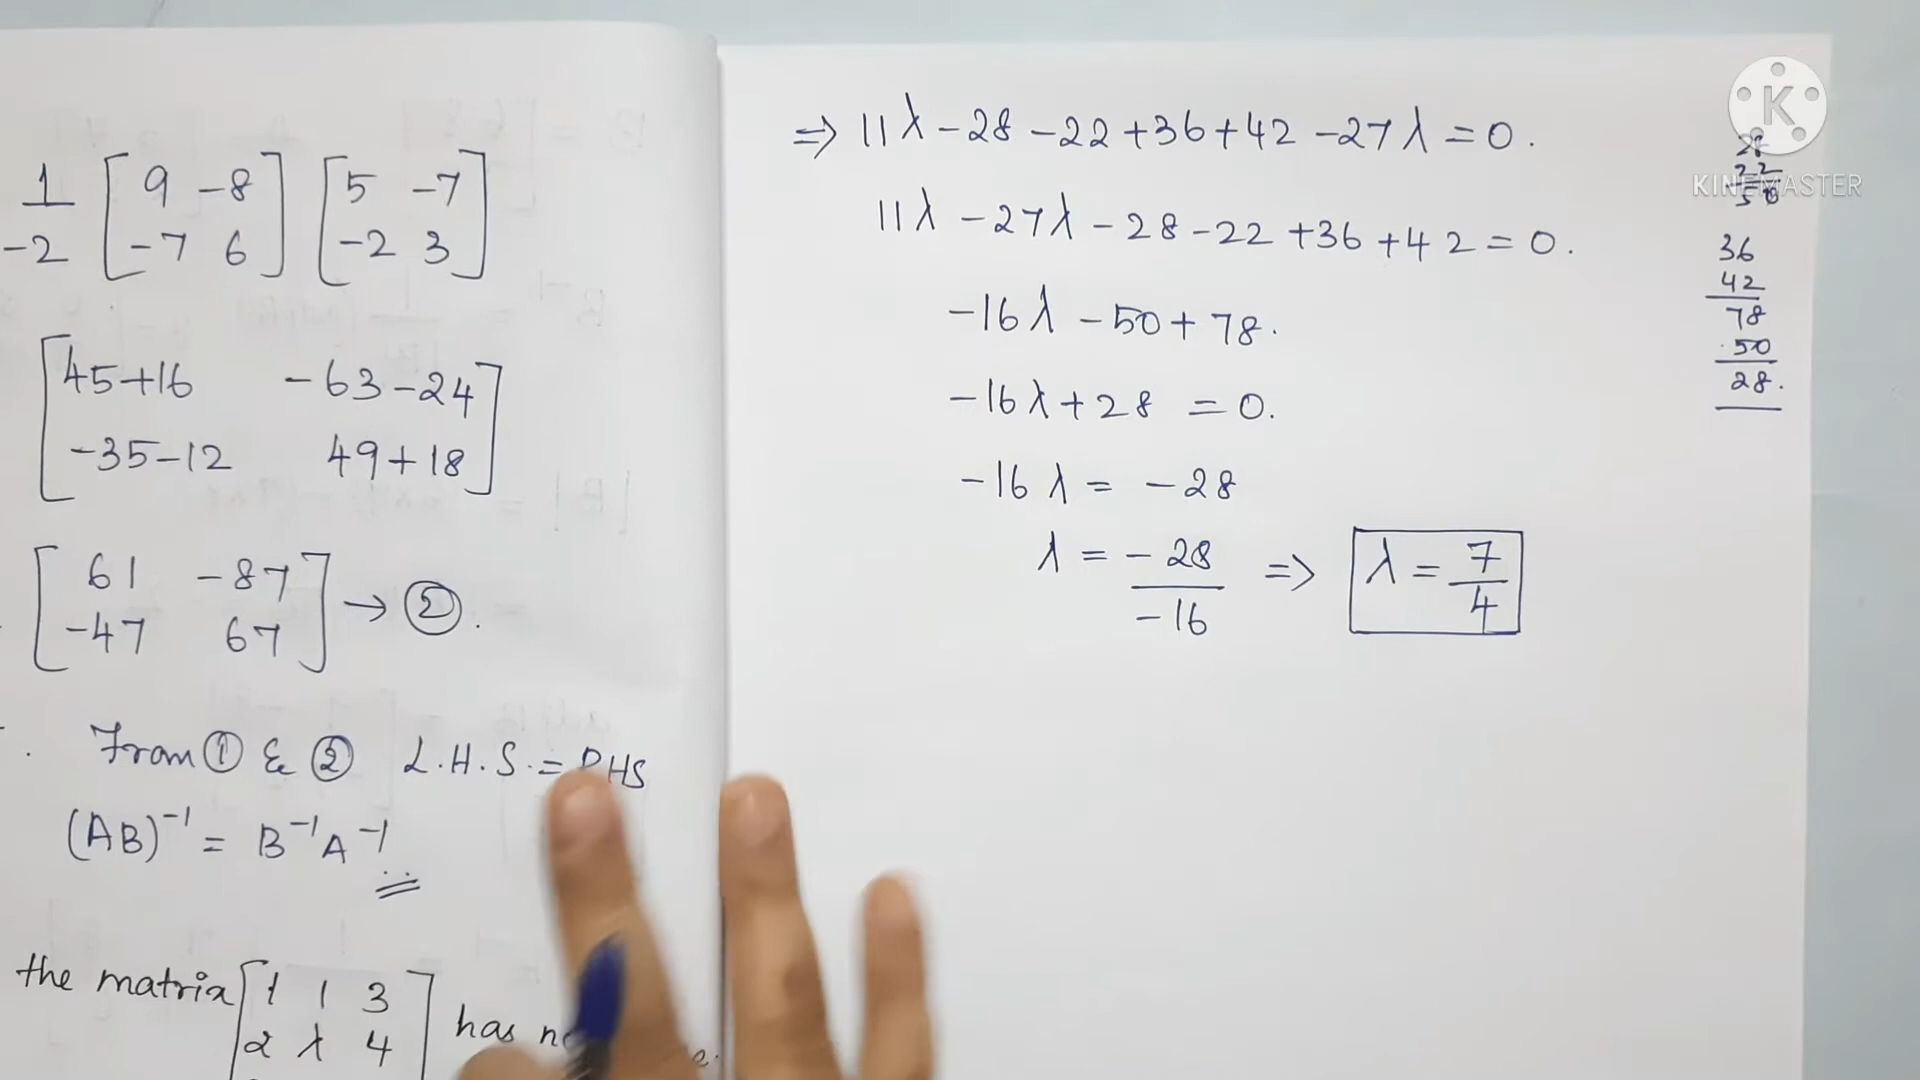 1/-2 [9 -8] [5 -7]
[-7 6] [-2 3]
[45+16 -63-24]
[-35-12 49+18]
[61 -87]
[-47 67] → ②.
From ① & ② L.H.S. = RHS
(AB)⁻¹ = B⁻¹A⁻¹
the matrix [1 1 3]
[2 λ 4] has
⇒ 11λ - 28 - 22 + 36 + 42 - 27λ = 0.
11λ - 27λ - 28 - 22 + 36 + 42 = 0.
-16λ - 50 + 78.
-16λ + 28 = 0.
-16λ = -28
λ = -28/-16 ⇒ λ = 7/4
K
KINEMASTER
22
50
36
42
78
50
28.